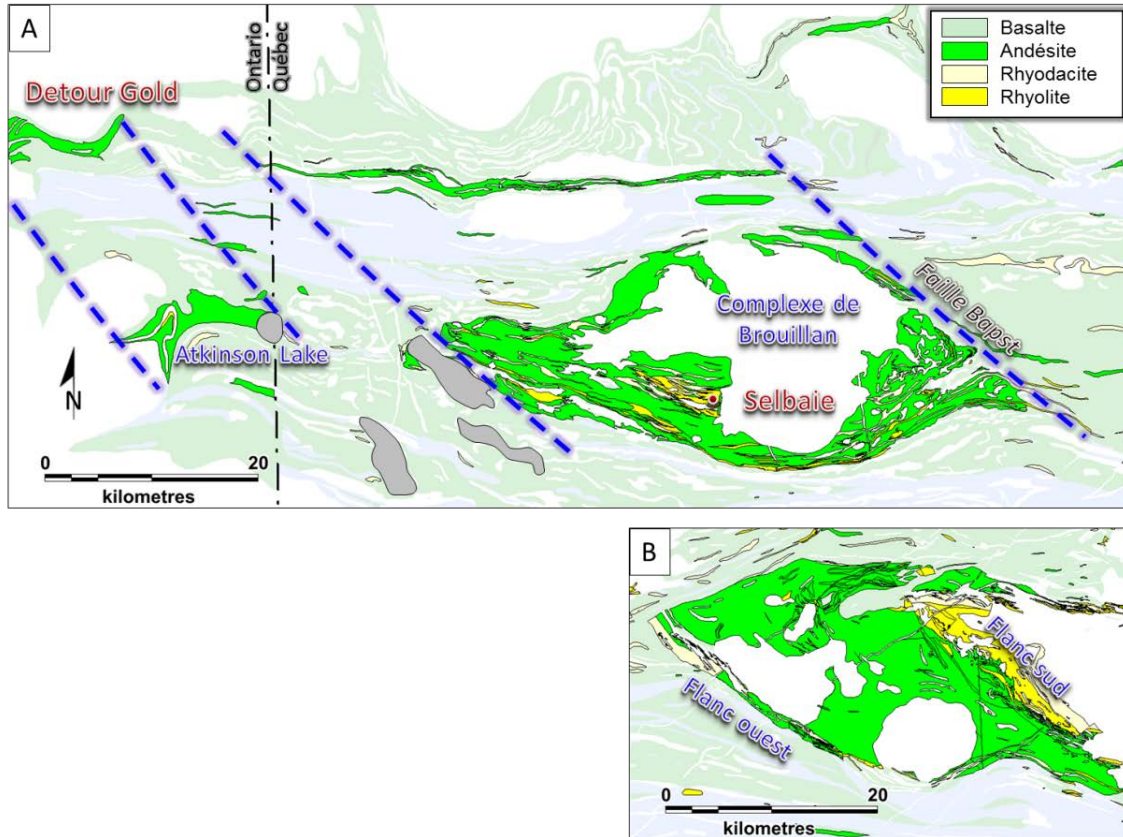 A
Basalte
Andésite
Rhyodacite
Rhyolite
Ontario
Québec
Detour Gold
Atkinson Lake
Complexe de
Brouillan
Selbaie
Faille Bapst
N
0 20
kilometres
B
Flanc sud
Flanc ouest
0 20
kilometres